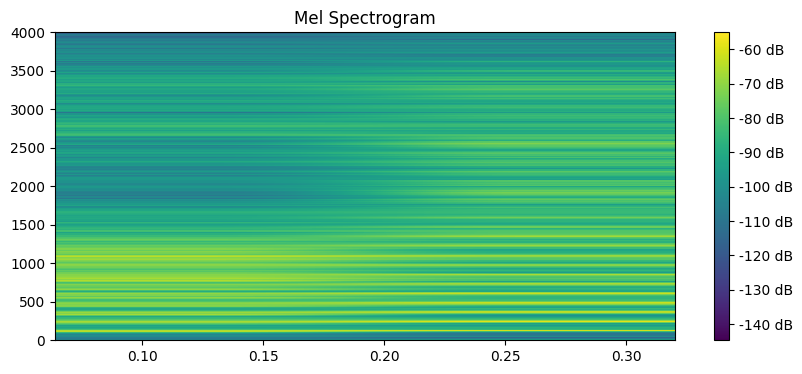 Mel Spectrogram
4000
3500
3000
2500
2000
1500
1000
500
0
0.10
0.15
0.20
0.25
0.30
-60 dB
-70 dB
-80 dB
-90 dB
-100 dB
-110 dB
-120 dB
-130 dB
-140 dB